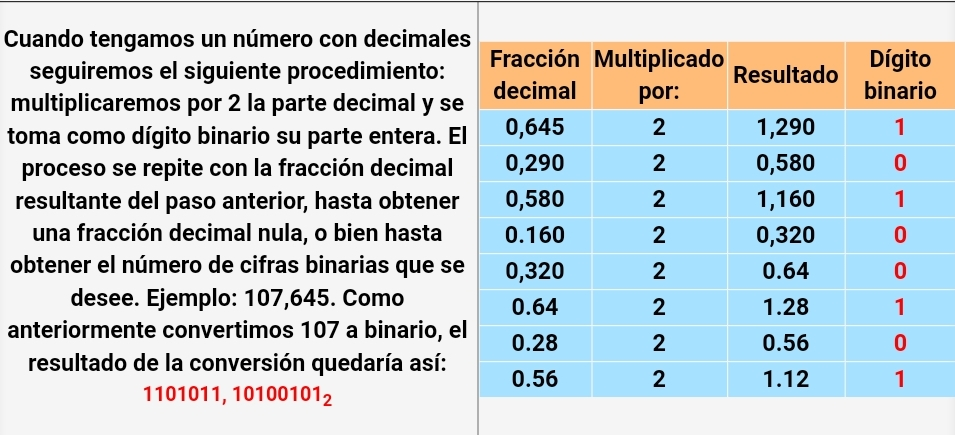 Cuando tengamos un número con decimales
seguiremos el siguiente procedimiento:
multiplicaremos por 2 la parte decimal y se
toma como dígito binario su parte entera. El
proceso se repite con la fracción decimal
resultante del paso anterior, hasta obtener
una fracción decimal nula, o bien hasta
obtener el número de cifras binarias que se
desee. Ejemplo: 107,645. Como
anteriormente convertimos 107 a binario, el
resultado de la conversión quedaría así:
1101011, 10100101₂
Fracción decimal Multiplicado por: Resultado Dígito binario
0,645 2 1,290 1
0,290 2 0,580 0
0,580 2 1,160 1
0.160 2 0,320 0
0,320 2 0.64 0
0.64 2 1.28 1
0.28 2 0.56 0
0.56 2 1.12 1